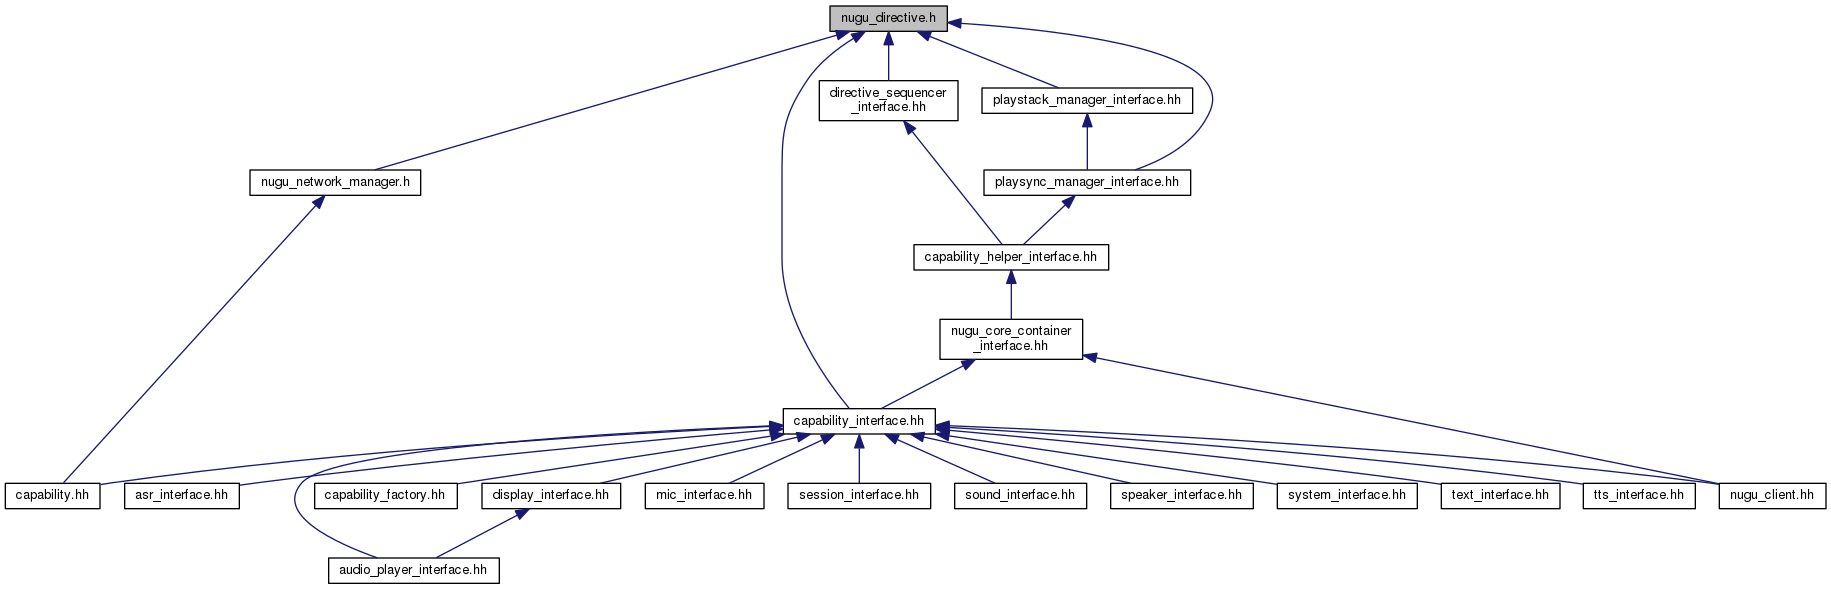 nugu_directive.h
directive_sequencer
_interface.hh
playstack_manager_interface.hh
nugu_network_manager.h
playsync_manager_interface.hh
capability_helper_interface.hh
nugu_core_container
_interface.hh
capability_interface.hh
capability.hh
asr_interface.hh
capability_factory.hh
display_interface.hh
mic_interface.hh
session_interface.hh
sound_interface.hh
speaker_interface.hh
system_interface.hh
text_interface.hh
tts_interface.hh
nugu_client.hh
audio_player_interface.hh